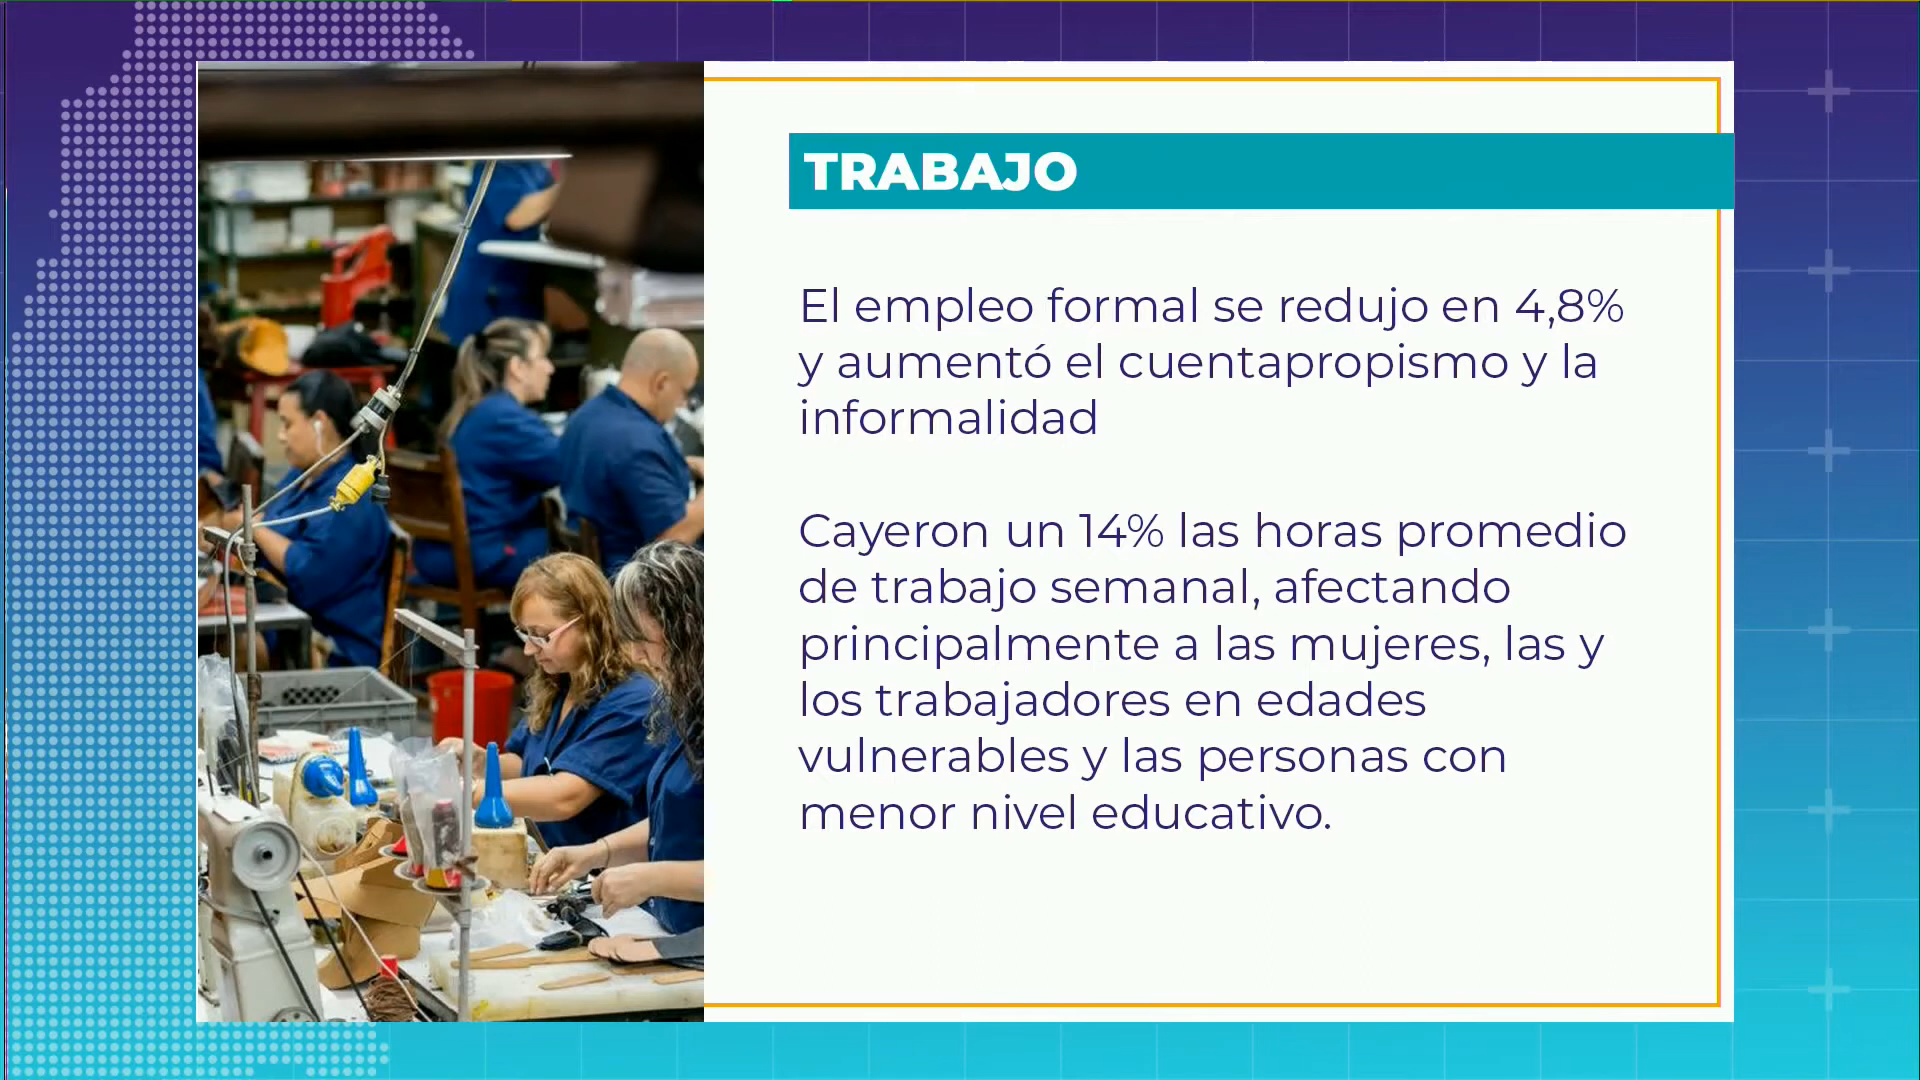 TRABAJO
El empleo formal se redujo en 4,8%
y aumentó el cuentapropismo y la
informalidad
Cayeron un 14% las horas promedio
de trabajo semanal, afectando
principalmente a las mujeres, las y
los trabajadores en edades
vulnerables y las personas con
menor nivel educativo.